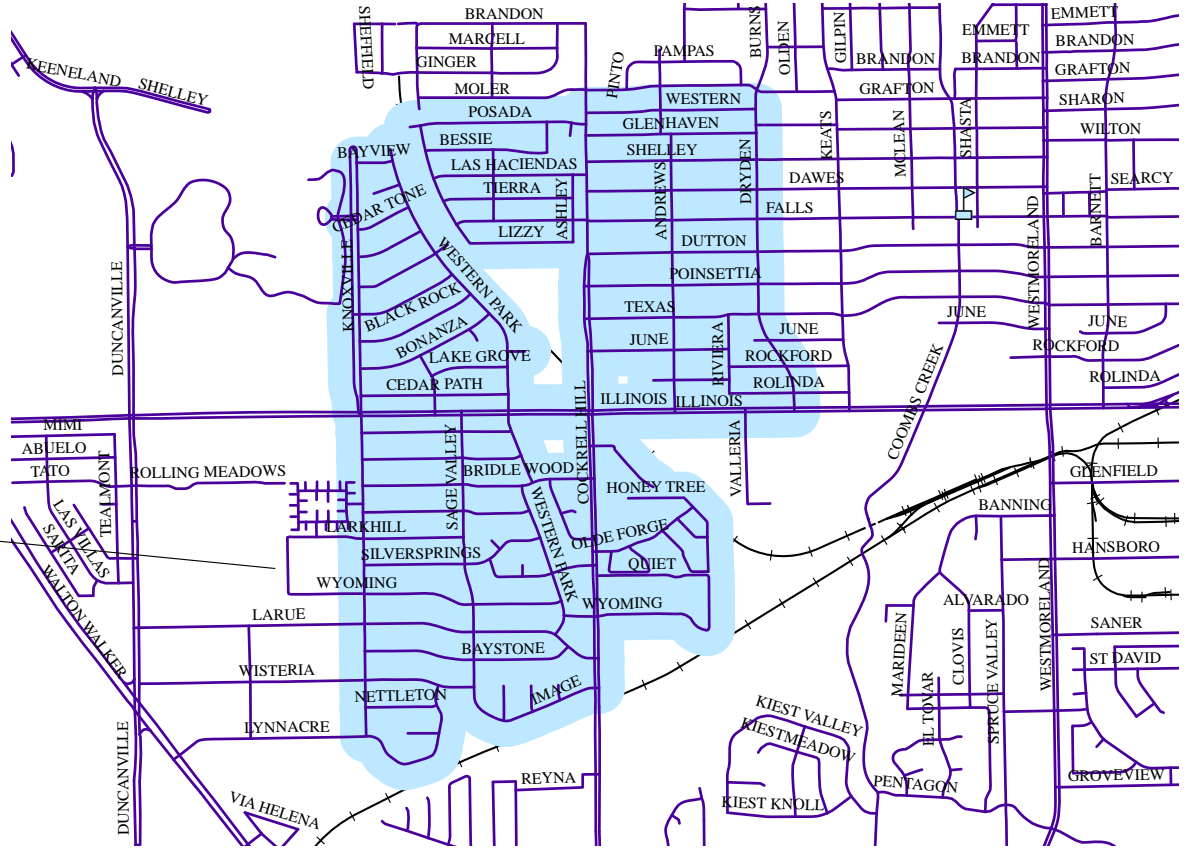 BRANDON
EMMETT
SHEFFIELD
BURNS
GILPIN
EMMETT
MARCELL
BRANDON
OLDEN
PAMPAS
BRANDON
BRANDON
GINGER
KEENELAND
SHELLEY
GRAFTON
PINTO
MOLER
GRAFTON
WESTERN
SHARON
POSADA
GLENHAVEN
KEATS
MCLEAN
SHASTA
WILTON
BESSIE
BAYVIEW
SHELLEY
LAS HACIENDAS
DRYDEN
DAWES
SEARCY
TIERRA
ASHLEY
ANDREWS
CEDAR TONE
FALLS
BARNETT
LIZZY
DUTTON
WESTMORELAND
KNOXVILLE
WESTERN PARK
POINSETTIA
DUNCANVILLE
BLACK ROCK
TEXAS
JUNE
JUNE
BONANZA
JUNE
JUNE
RIVIERA
LAKE GROVE
ROCKFORD
ROCKFORD
CEDAR PATH
ROLINDA
ROLINDA
COCKRELL HILL
ILLINOIS
ILLINOIS
COOMBS CREEK
MIMI
ABUELO
SAGE VALLEY
VALLERIA
TATO
TEALMONT
ROLLING MEADOWS
BRIDLE WOOD
GLENFIELD
HONEY TREE
LAS VILLAS
SARITA
WESTERN PARK
BANNING
LARKHILL
OLDE FORGE
SILVERSPRINGS
HANSBORO
QUIET
WALTON WALKER
WYOMING
WESTMORELAND
WYOMING
ALVARADO
LARUE
SANER
MARIDEEN
CLOVIS
SPRUCE VALLEY
BAYSTONE
ST DAVID
WISTERIA
EL TOVAR
NETTLETON
IMAGE
KIEST VALLEY
LYNNACRE
KIESTMEADOW
DUNCANVILLE
REYNA
GROVEVIEW
PENTAGON
VIA HELENA
KIEST KNOLL